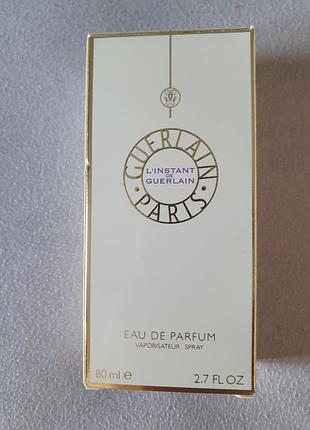 GUERLAIN
L'INSTANT
DE
GUERLAIN
PARIS
EAU DE PARFUM
VAPORISATEUR . SPRAY
80 ml e 2.7 FL OZ